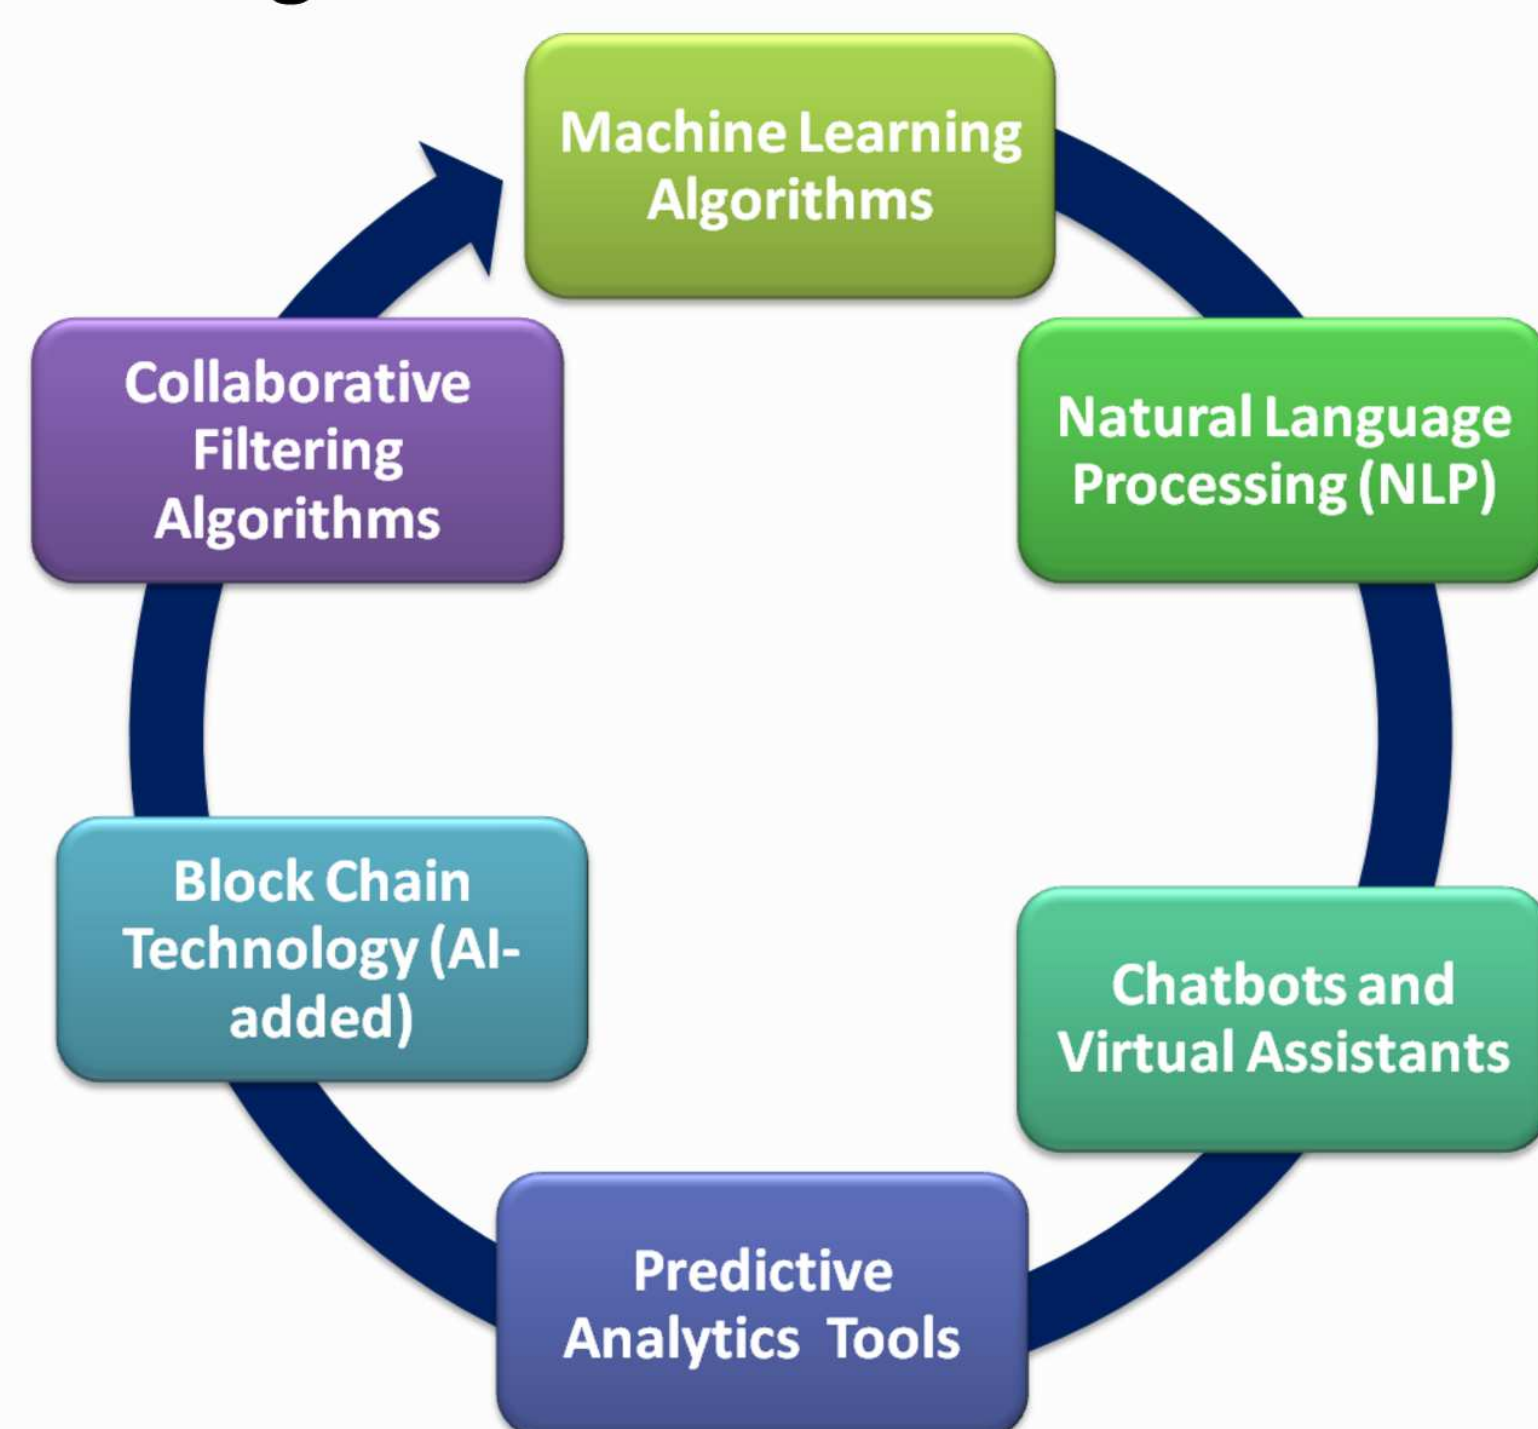 Machine Learning
Algorithms
Natural Language
Processing (NLP)
Chatbots and
Virtual Assistants
Predictive
Analytics Tools
Block Chain
Technology (AI-
added)
Collaborative
Filtering
Algorithms